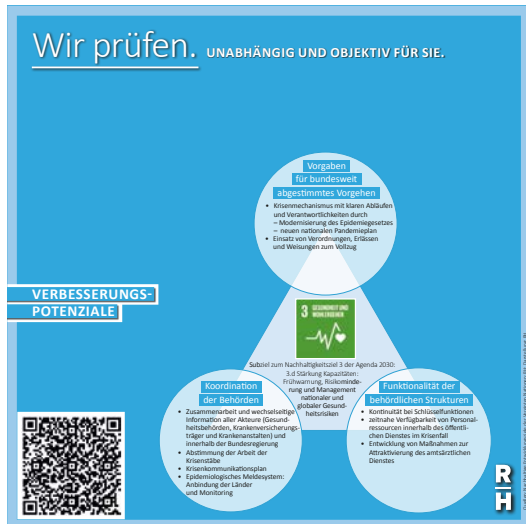 Wir prüfen. UNABHÄNGIG UND OBJEKTIV FÜR SIE.
Vorgaben
für bundesweit
abgestimmtes Vorgehen
• Krisenmechanismus mit klaren Abläufen
und Verantwortlichkeiten durch
– Modernisierung des Epidemiegesetzes
– neuen nationalen Pandemieplan
• Einsatz von Verordnungen, Erlässen
und Weisungen zum Vollzug
VERBESSERUNGS-
POTENZIALE
3 GESUNDHEIT UND
WOHLERGEHEN
Subziel zum Nachhaltigkeitsziel 3 der Agenda 2030:
3.d Stärkung Kapazitäten:
Frühwarnung, Risikominde-
rung und Management
nationaler und
globaler Gesund-
heitsrisiken
Koordination
der Behörden
• Zusammenarbeit und wechselseitige
Information aller Akteure (Gesund-
heitsbehörden, Krankenversicherungs-
träger und Krankenanstalten) und
innerhalb der Bundesregierung
• Abstimmung der Arbeit der
Krisenstäbe
• Krisenkommunikationsplan
• Epidemiologisches Meldesystem:
Anbindung der Länder
und Monitoring
Funktionalität der
behördlichen Strukturen
• Kontinuität bei Schlüsselfunktionen
• zeitnahe Verfügbarkeit von Personal-
ressourcen innerhalb des öffentli-
chen Dienstes im Krisenfall
• Entwicklung von Maßnahmen zur
Attraktivierung des amtsärztlichen
Dienstes
R
H